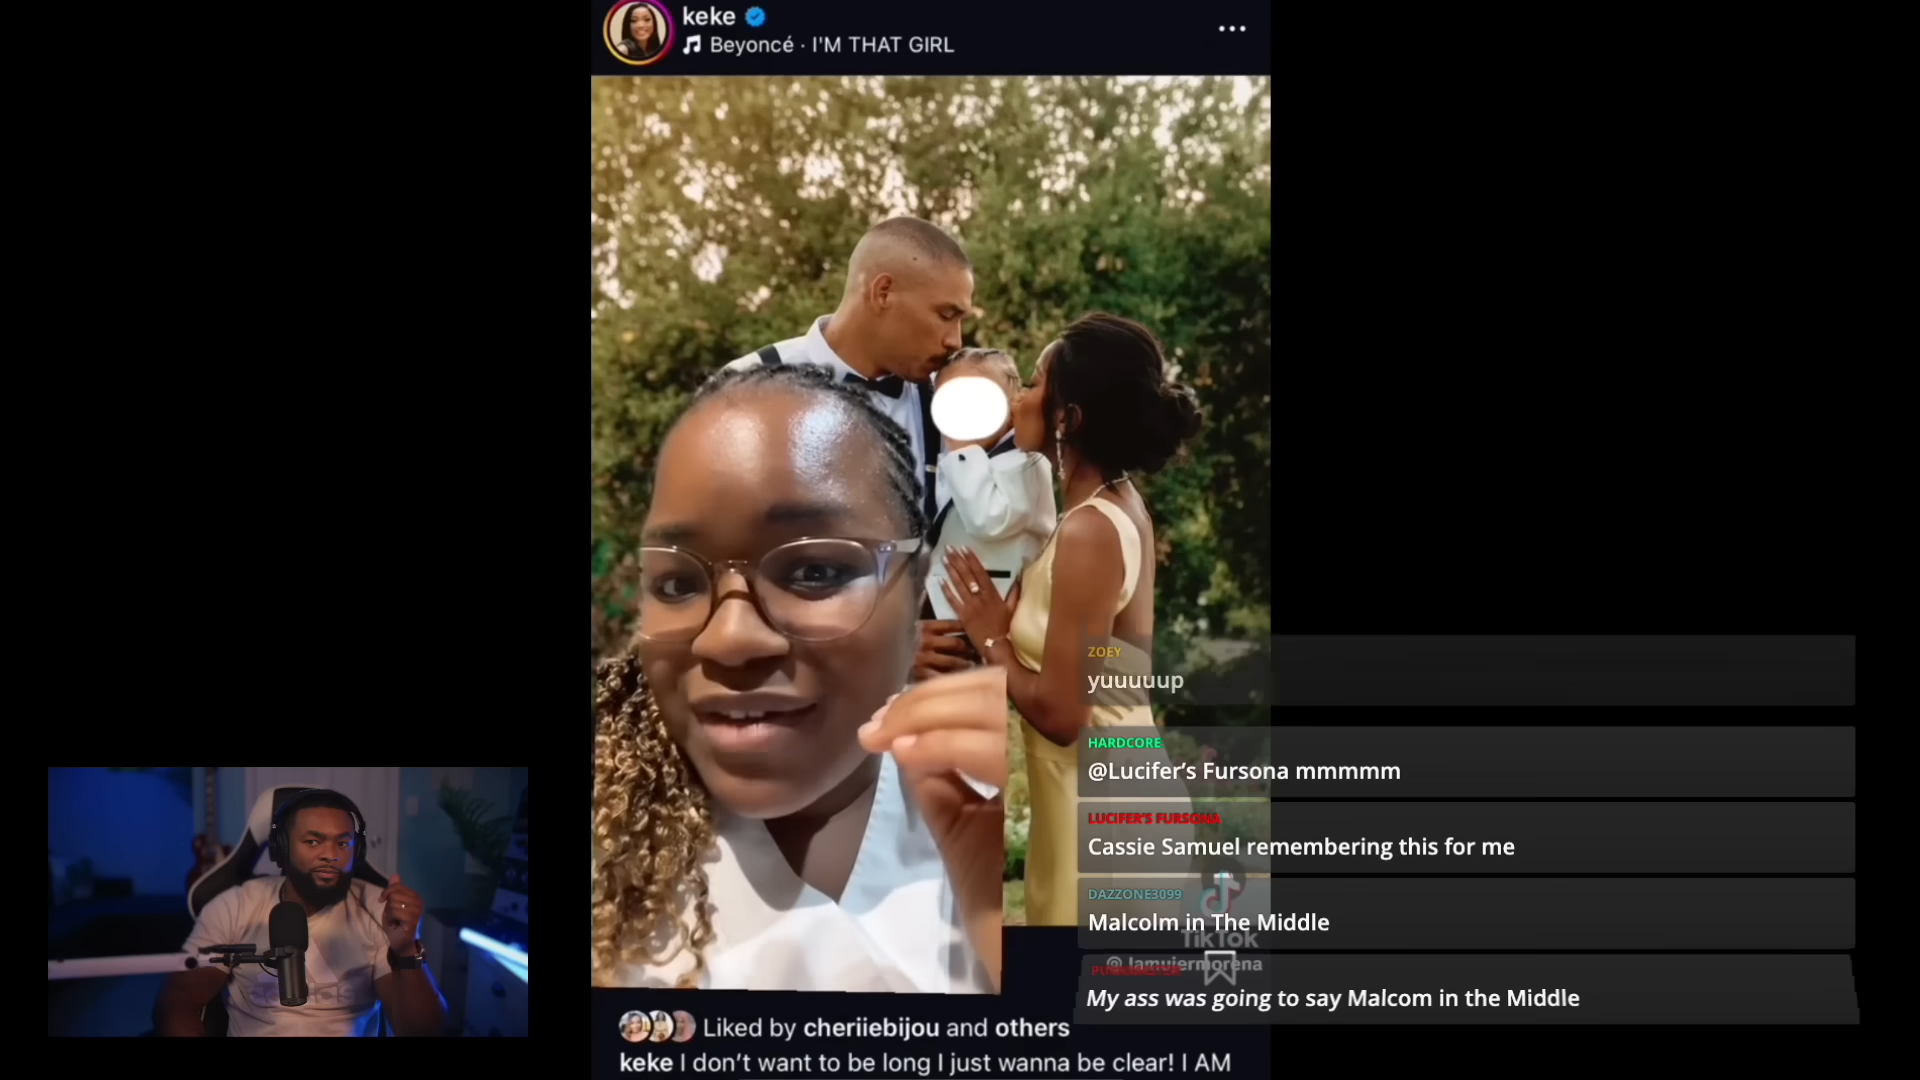 keke
Beyoncé · I'M THAT GIRL
ZOEY
yuuuuup
HARDCORE
@Lucifer's Fursona mmmmm
LUCIFER'S FURSONA
Cassie Samuel remembering this for me
DAZZONE3099
Malcolm in The Middle
TikTok
@lamujermorena
My ass was going to say Malcom in the Middle
Liked by cheriiebijou and others
keke I don't want to be long I just wanna be clear! I AM